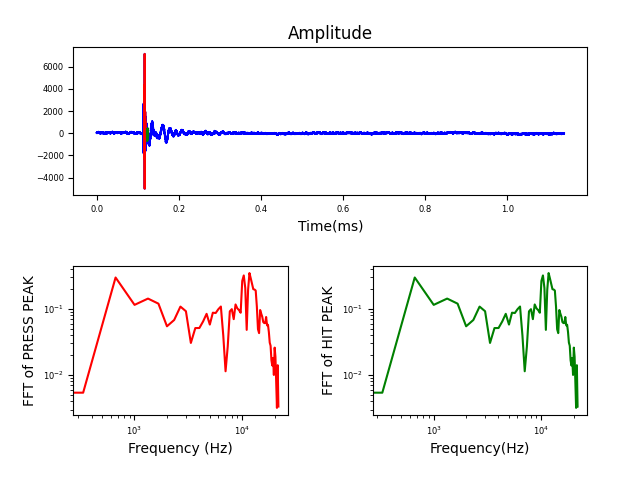 Amplitude
6000
4000
2000
0
−2000
−4000
0.0 0.2 0.4 0.6 0.8 1.0
Time(ms)
FFT of PRESS PEAK
10⁻¹
10⁻²
10³ 10⁴
Frequency (Hz)
FFT of HIT PEAK
10⁻¹
10⁻²
10³ 10⁴
Frequency(Hz)